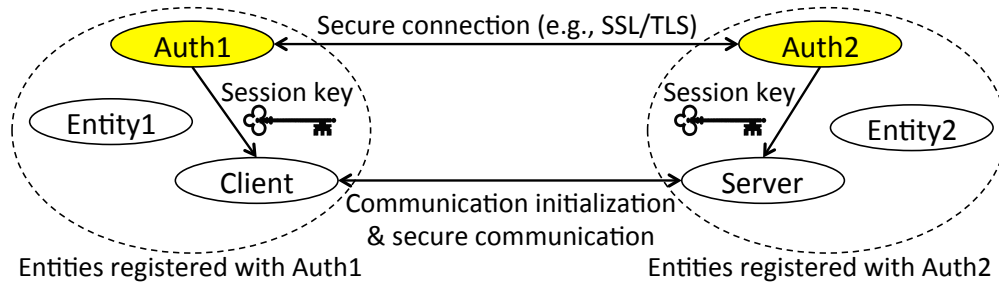 Secure connection (e.g., SSL/TLS)
Auth1
Auth2
Session key
Session key
Entity1
Entity2
Client
Server
Communication initialization
& secure communication
Entities registered with Auth1
Entities registered with Auth2